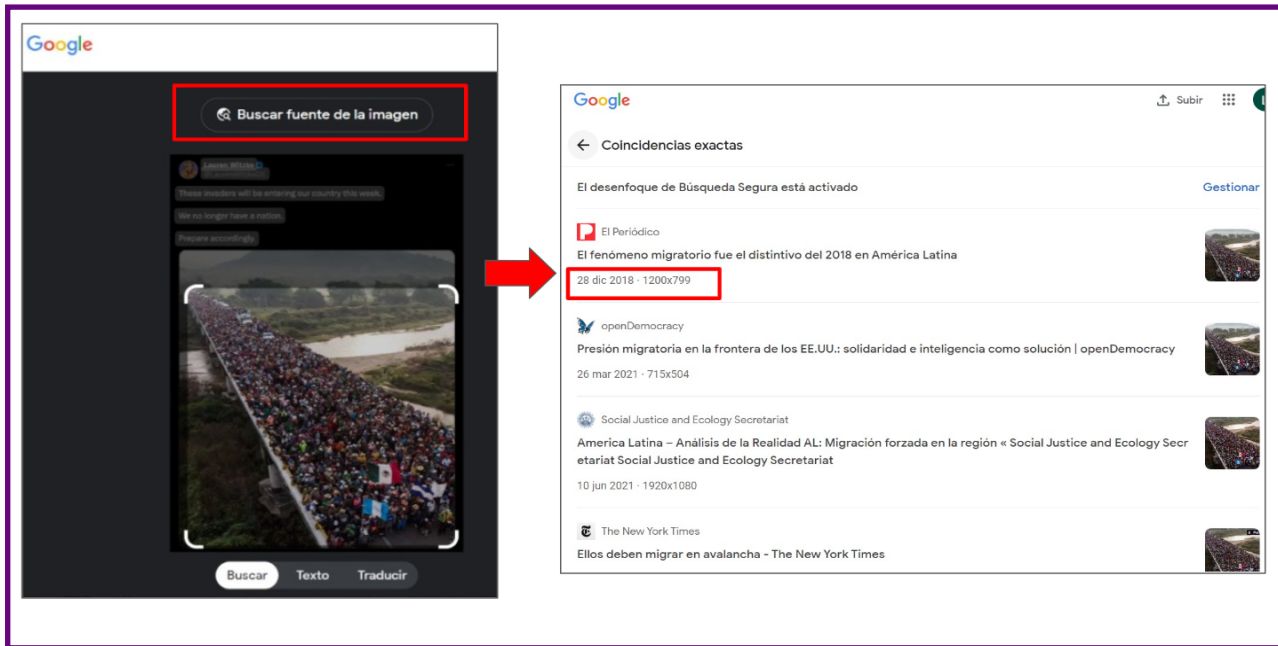 Google
Buscar fuente de la imagen
Lauren Witzke
These invaders will be entering our country this week.
We no longer have a nation.
Prepare accordingly.
Buscar Texto Traducir
Google
Subir
Coincidencias exactas
El desenfoque de Búsqueda Segura está activado Gestionar
El Periódico
El fenómeno migratorio fue el distintivo del 2018 en América Latina
28 dic 2018 · 1200x799
openDemocracy
Presión migratoria en la frontera de los EE.UU.: solidaridad e inteligencia como solución | openDemocracy
26 mar 2021 · 715x504
Social Justice and Ecology Secretariat
America Latina – Análisis de la Realidad AL: Migración forzada en la región « Social Justice and Ecology Secr
etariat Social Justice and Ecology Secretariat
10 jun 2021 · 1920x1080
The New York Times
Ellos deben migrar en avalancha - The New York Times